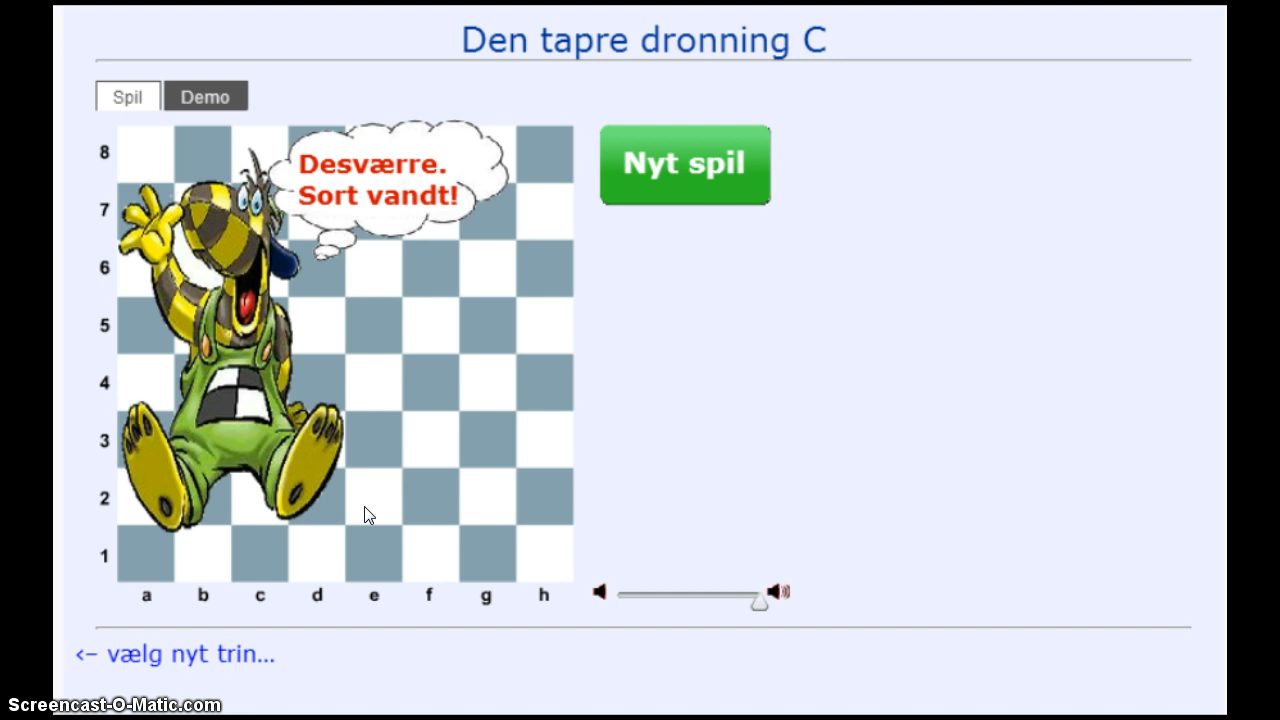 Den tapre dronning C
Spil Demo
Desværre.
Sort vandt!
Nyt spil
8
7
6
5
4
3
2
1
a b c d e f g h
<– vælg nyt trin...
Screencast-O-Matic.com